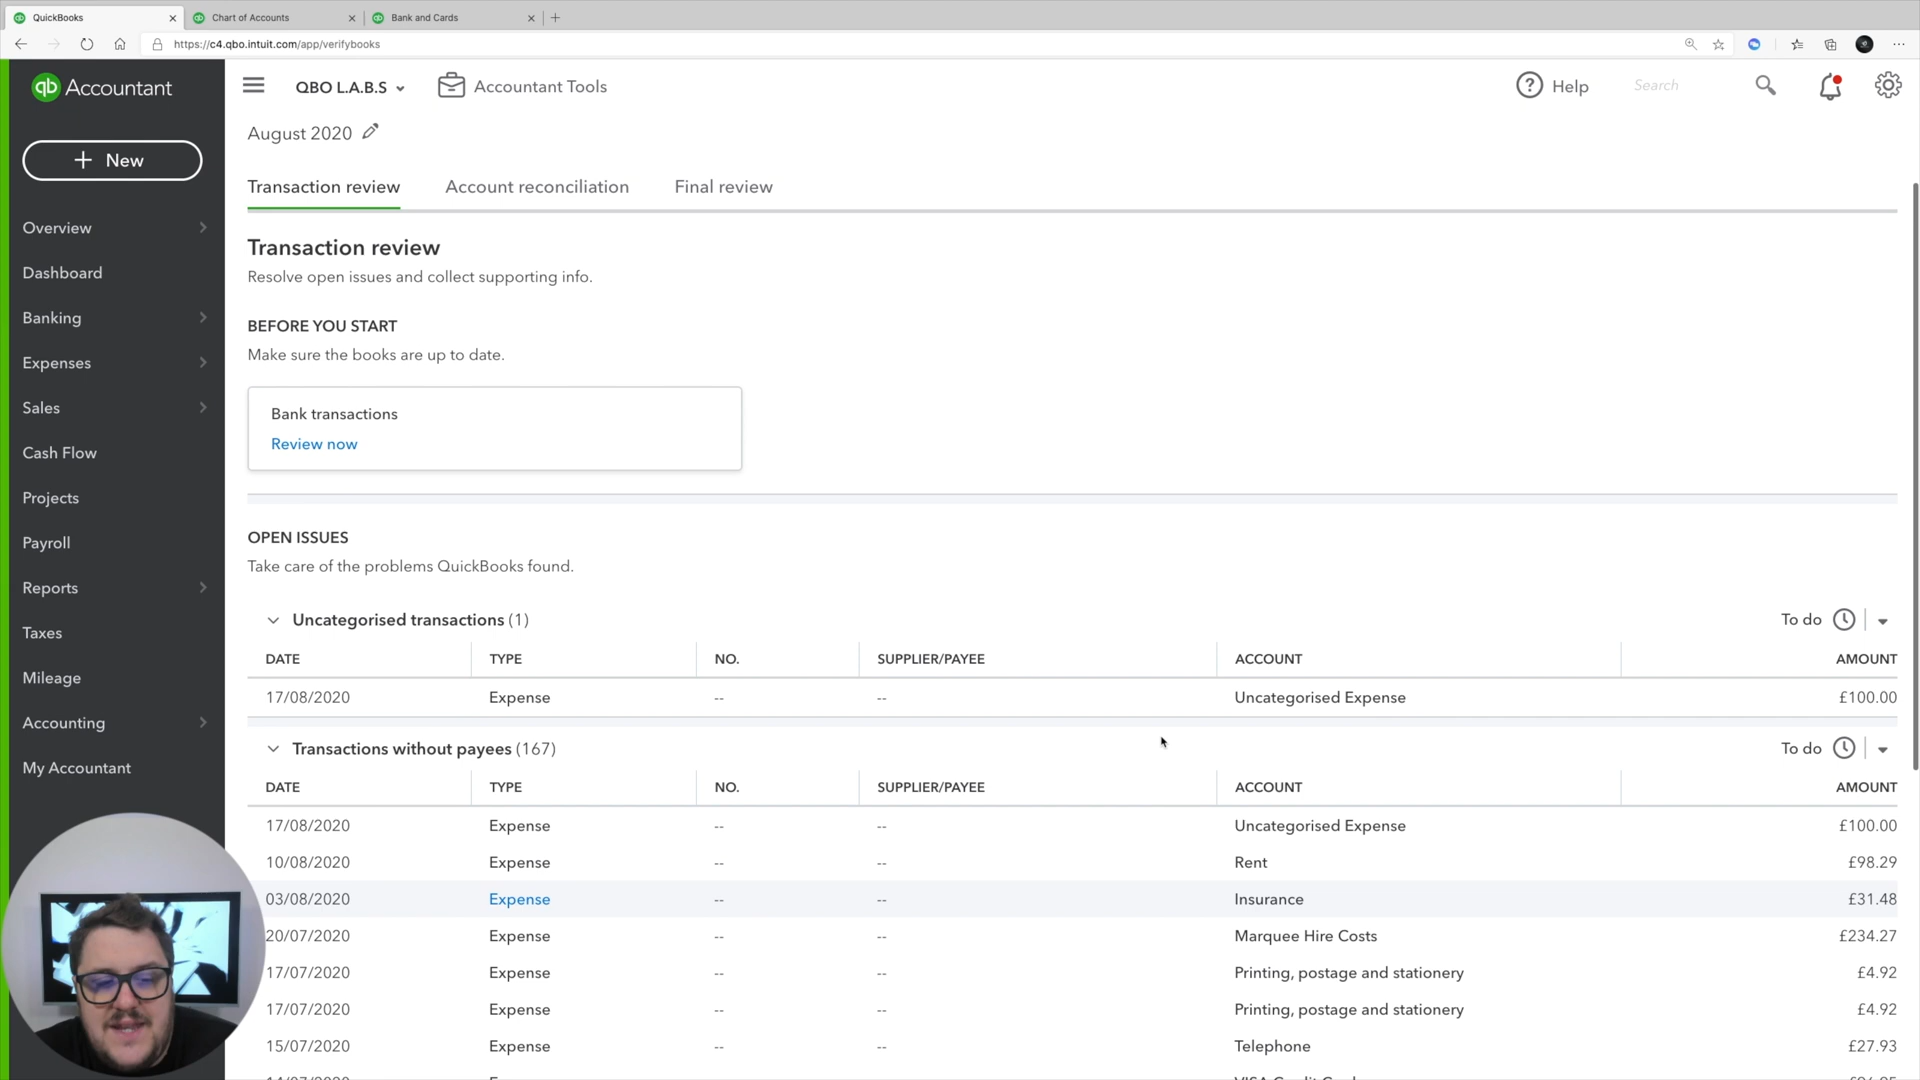 QuickBooks
Chart of Accounts
Bank and Cards
https://c4.qbo.intuit.com/app/verifybooks
qb Accountant
QBO L.A.B.S
Accountant Tools
? Help
Search
+ New
Overview
Dashboard
Banking
Expenses
Sales
Cash Flow
Projects
Payroll
Reports
Taxes
Mileage
Accounting
My Accountant
August 2020
Transaction review Account reconciliation Final review
Transaction review
Resolve open issues and collect supporting info.
BEFORE YOU START
Make sure the books are up to date.
Bank transactions
Review now
OPEN ISSUES
Take care of the problems QuickBooks found.
Uncategorised transactions (1) To do
DATE TYPE NO. SUPPLIER/PAYEE ACCOUNT AMOUNT
17/08/2020 Expense -- -- Uncategorised Expense £100.00
Transactions without payees (167) To do
DATE TYPE NO. SUPPLIER/PAYEE ACCOUNT AMOUNT
17/08/2020 Expense -- -- Uncategorised Expense £100.00
10/08/2020 Expense -- -- Rent £98.29
03/08/2020 Expense -- -- Insurance £31.48
20/07/2020 Expense -- -- Marquee Hire Costs £234.27
17/07/2020 Expense -- -- Printing, postage and stationery £4.92
17/07/2020 Expense -- -- Printing, postage and stationery £4.92
15/07/2020 Expense -- -- Telephone £27.93